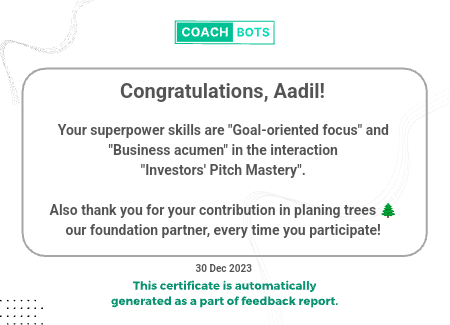 COACH BOTS
Congratulations, Aadil!
Your superpower skills are "Goal-oriented focus" and
"Business acumen" in the interaction
"Investors' Pitch Mastery".
Also thank you for your contribution in planing trees 🌲
our foundation partner, every time you participate!
30 Dec 2023
This certificate is automatically
generated as a part of feedback report.